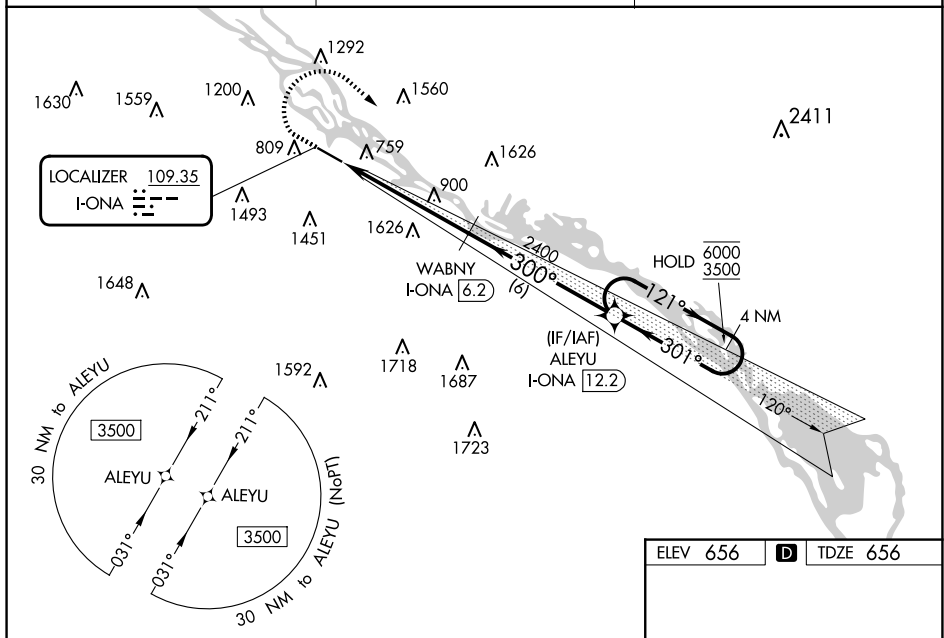 1292
1630
1559
1200
1560
2411
809
759
1626
LOCALIZER 109.35
I-ONA
1493
900
1451
1626
WABNY
I-ONA 6.2
2400
300°
(6)
HOLD 6000
3500
121°
4 NM
1648
(IF/IAF)
ALEYU
I-ONA 12.2
301°
1592
1718
1687
120°
1723
30 NM to ALEYU
3500
211°
ALEYU
031°
211°
ALEYU
3500
031°
30 NM to ALEYU (NoPT)
ELEV 656 D TDZE 656